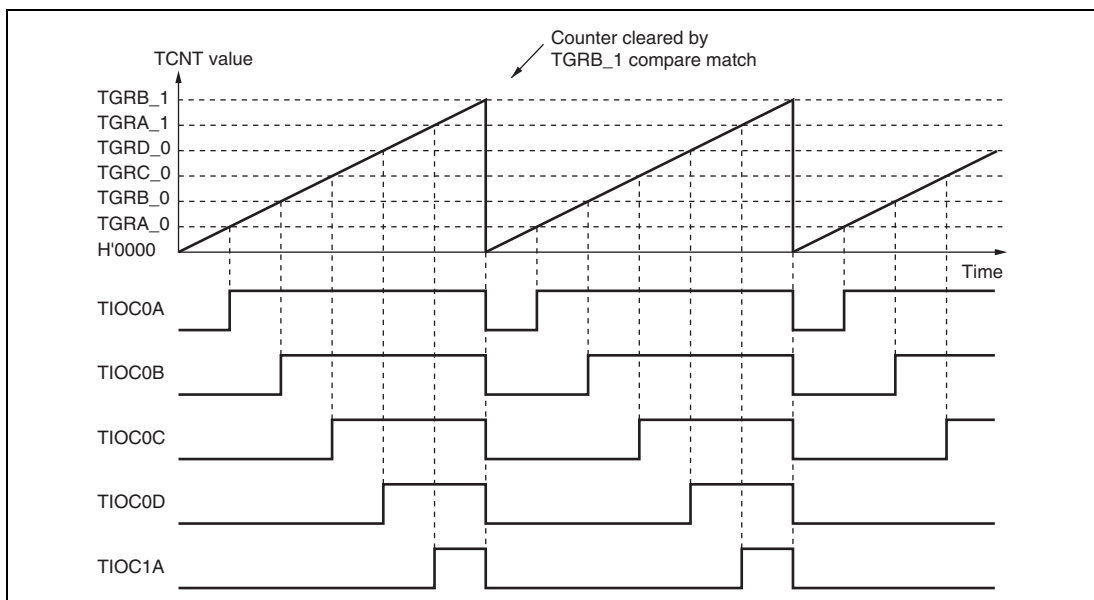 Counter cleared by
TGRB_1 compare match
TCNT value
TGRB_1
TGRA_1
TGRD_0
TGRC_0
TGRB_0
TGRA_0
H'0000
Time
TIOC0A
TIOC0B
TIOC0C
TIOC0D
TIOC1A